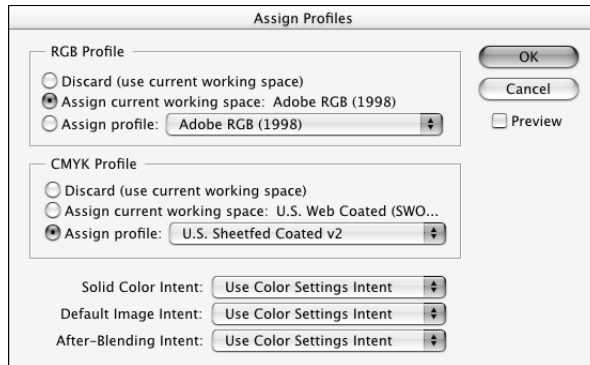 Assign Profiles
RGB Profile
Discard (use current working space)
Assign current working space: Adobe RGB (1998)
Assign profile: Adobe RGB (1998)
OK
Cancel
Preview
CMYK Profile
Discard (use current working space)
Assign current working space: U.S. Web Coated (SWO...
Assign profile: U.S. Sheetfed Coated v2
Solid Color Intent: Use Color Settings Intent
Default Image Intent: Use Color Settings Intent
After-Blending Intent: Use Color Settings Intent